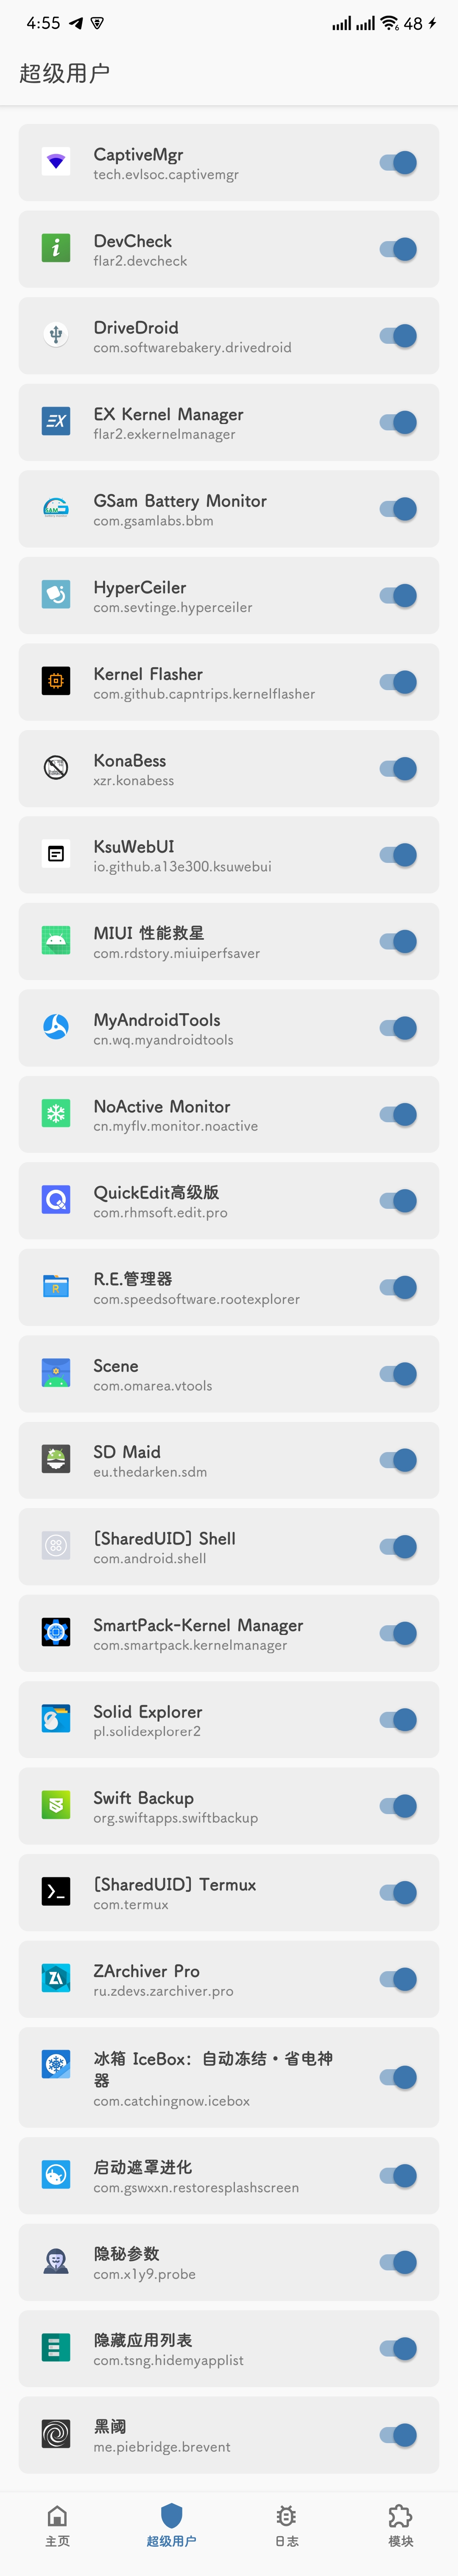 4:55
48
超级用户
CaptiveMgr
tech.evlsoc.captivemgr
DevCheck
flar2.devcheck
DriveDroid
com.softwarebakery.drivedroid
EX Kernel Manager
flar2.exkernelmanager
GSam Battery Monitor
com.gsamlabs.bbm
HyperCeiler
com.sevtinge.hyperceiler
Kernel Flasher
com.github.capntrips.kernelflasher
KonaBess
xzr.konabess
KsuWebUI
io.github.a13e300.ksuwebui
MIUI 性能救星
com.rdstory.miuiperfsaver
MyAndroidTools
cn.wq.myandroidtools
NoActive Monitor
cn.myflv.monitor.noactive
QuickEdit高级版
com.rhmsoft.edit.pro
R.E.管理器
com.speedsoftware.rootexplorer
Scene
com.omarea.vtools
SD Maid
eu.thedarken.sdm
[SharedUID] Shell
com.android.shell
SmartPack-Kernel Manager
com.smartpack.kernelmanager
Solid Explorer
pl.solidexplorer2
Swift Backup
org.swiftapps.swiftbackup
[SharedUID] Termux
com.termux
ZArchiver Pro
ru.zdevs.zarchiver.pro
冰箱 IceBox：自动冻结·省电神
器
com.catchingnow.icebox
启动遮罩进化
com.gswxxn.restoresplashscreen
隐秘参数
com.x1y9.probe
隐藏应用列表
com.tsng.hidemyapplist
黑阈
me.piebridge.brevent
主页 超级用户 日志 模块